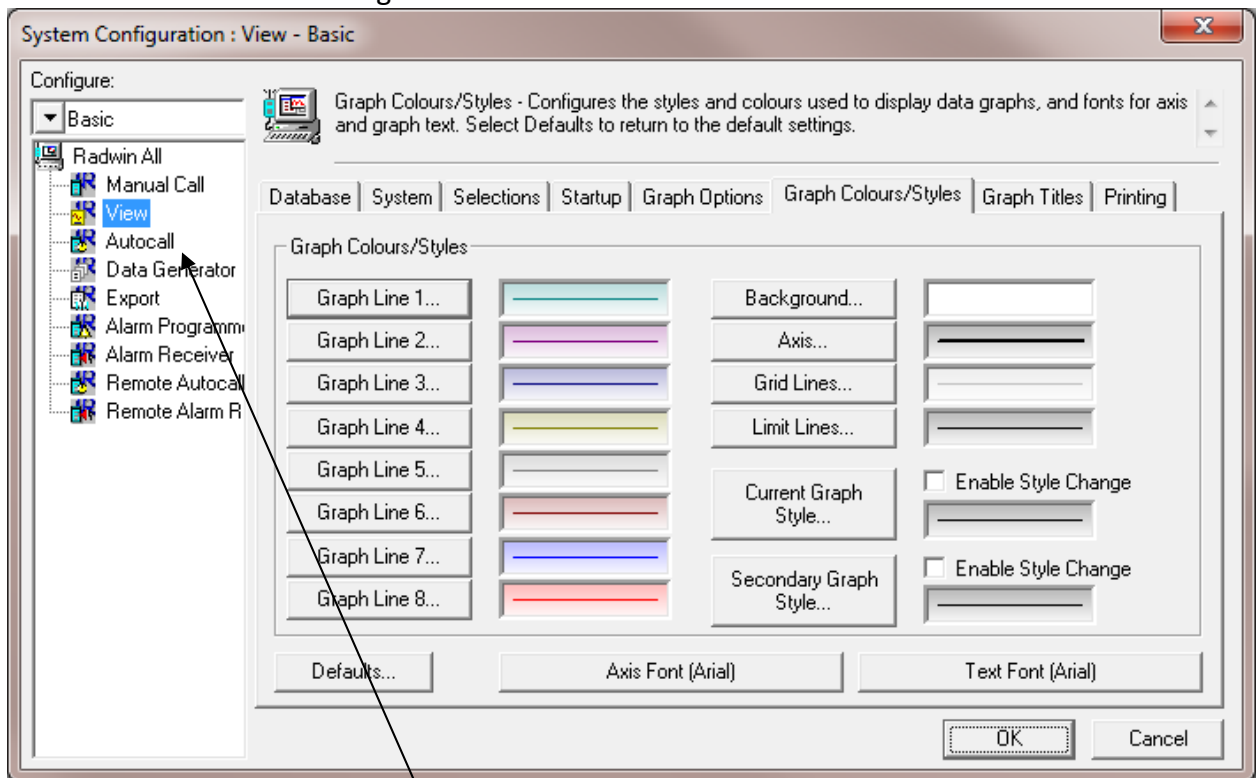 System Configuration : View - Basic
Configure:
Basic
Radwin All
Manual Call
View
Autocall
Data Generator
Export
Alarm Programm
Alarm Receiver
Remote Autocall
Remote Alarm R
Graph Colours/Styles - Configures the styles and colours used to display data graphs, and fonts for axis
and graph text. Select Defaults to return to the default settings.
Database System Selections Startup Graph Options Graph Colours/Styles Graph Titles Printing
Graph Colours/Styles
Graph Line 1... Background...
Graph Line 2... Axis...
Graph Line 3... Grid Lines...
Graph Line 4... Limit Lines...
Graph Line 5...
Graph Line 6...
Graph Line 7...
Graph Line 8...
Current Graph
Style...
Enable Style Change
Secondary Graph
Style...
Enable Style Change
Defaults... Axis Font (Arial) Text Font (Arial)
OK Cancel